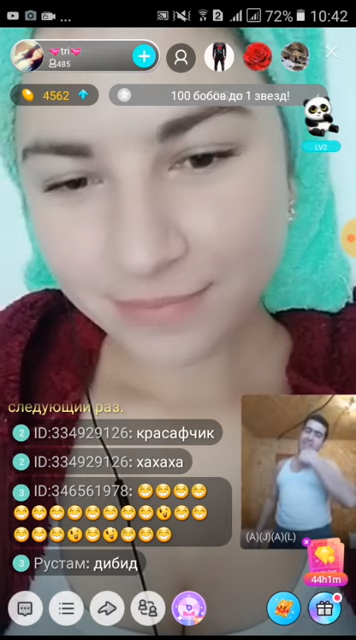 72% 10:42
tri
485
4562
100 бобов до 1 звезд!
LV2
следующий раз.
2 ID:334929126: красафчик
2 ID:334929126: хахаха
3 ID:346561978: 😁😁😁😁
😁😁😁😁😁😁😁😁😁😜😁😁
😁😁😁😜😁😁😜😁😁😁
(A)(J)(A)(L)
3 Рустам: дибид
44h1m